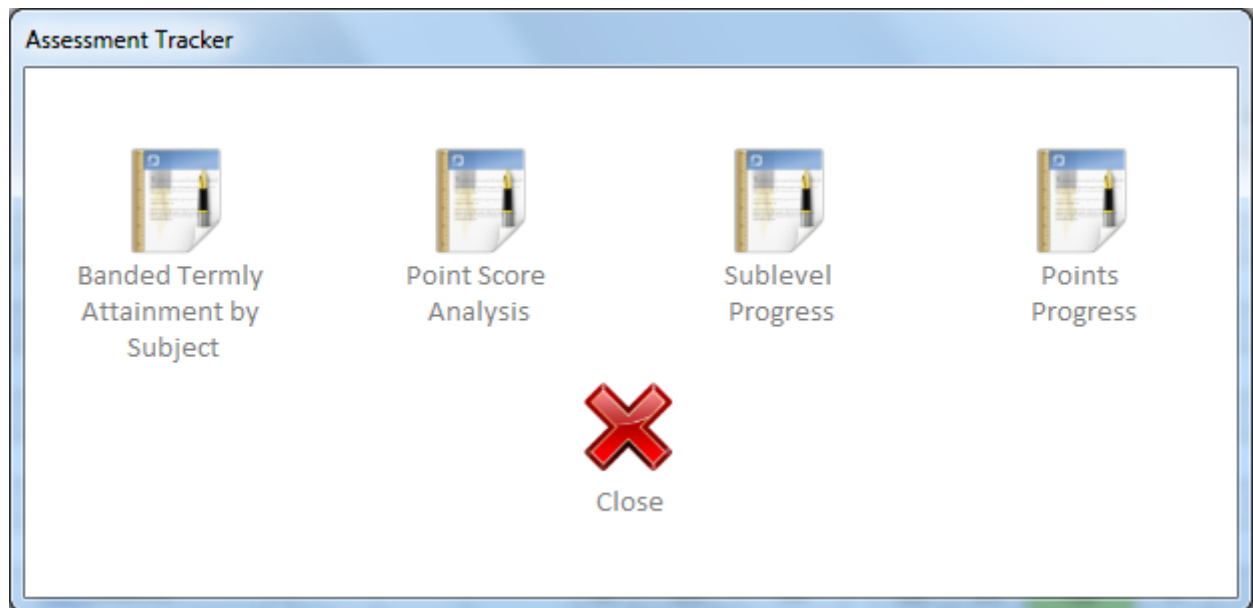 Assessment Tracker
Banded Termly
Attainment by
Subject
Point Score
Analysis
Sublevel
Progress
Points
Progress
Close